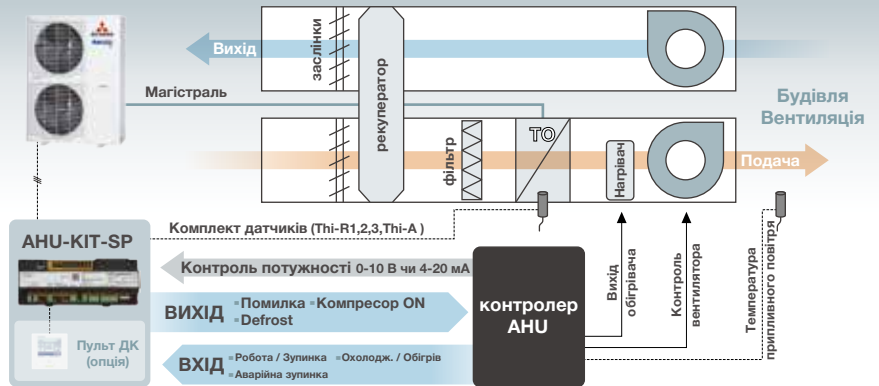 Вихід
заслінки
рекуператор
Магістраль
Будівля
Вентиляція
фільтр
TO
Нагрівач
Подача
Комплект датчиків (Thi-R1,2,3,Thi-A )
AHU-KIT-SP
Контроль потужності 0-10 В чи 4-20 мА
ВИХІД
Помилка
Компресор ON
Defrost
контролер
AHU
Вихід
обігрівача
Контроль
вентилятора
Температура
припливного повітря
Пульт ДК
(опція)
ВХІД
Робота / Зупинка
Охолодж. / Обігрів
Аварійна зупинка